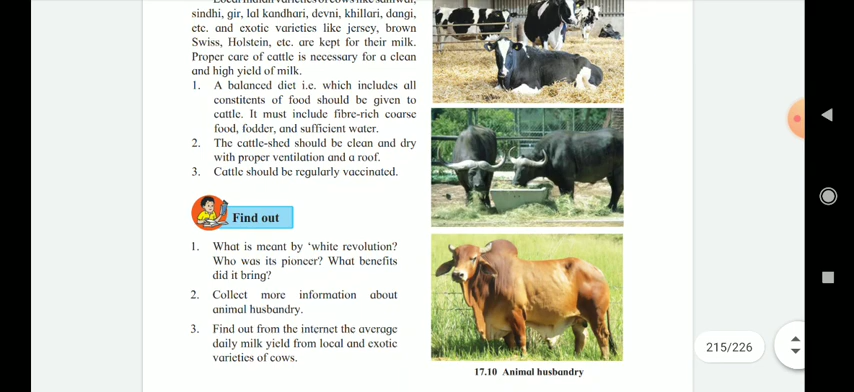 sindhi, gir, lal kandhari, devni, khillari, dangi,
etc. and exotic varieties like jersey, brown
Swiss, Holstein, etc. are kept for their milk.
Proper care of cattle is necessary for a clean
and high yield of milk.
1. A balanced diet i.e. which includes all
constitents of food should be given to
cattle. It must include fibre-rich coarse
food, fodder, and sufficient water.
2. The cattle-shed should be clean and dry
with proper ventilation and a roof.
3. Cattle should be regularly vaccinated.
Find out
1. What is meant by ‘white revolution?
Who was its pioneer? What benefits
did it bring?
2. Collect more information about
animal husbandry.
3. Find out from the internet the average
daily milk yield from local and exotic
varieties of cows.
17.10 Animal husbandry
215/226